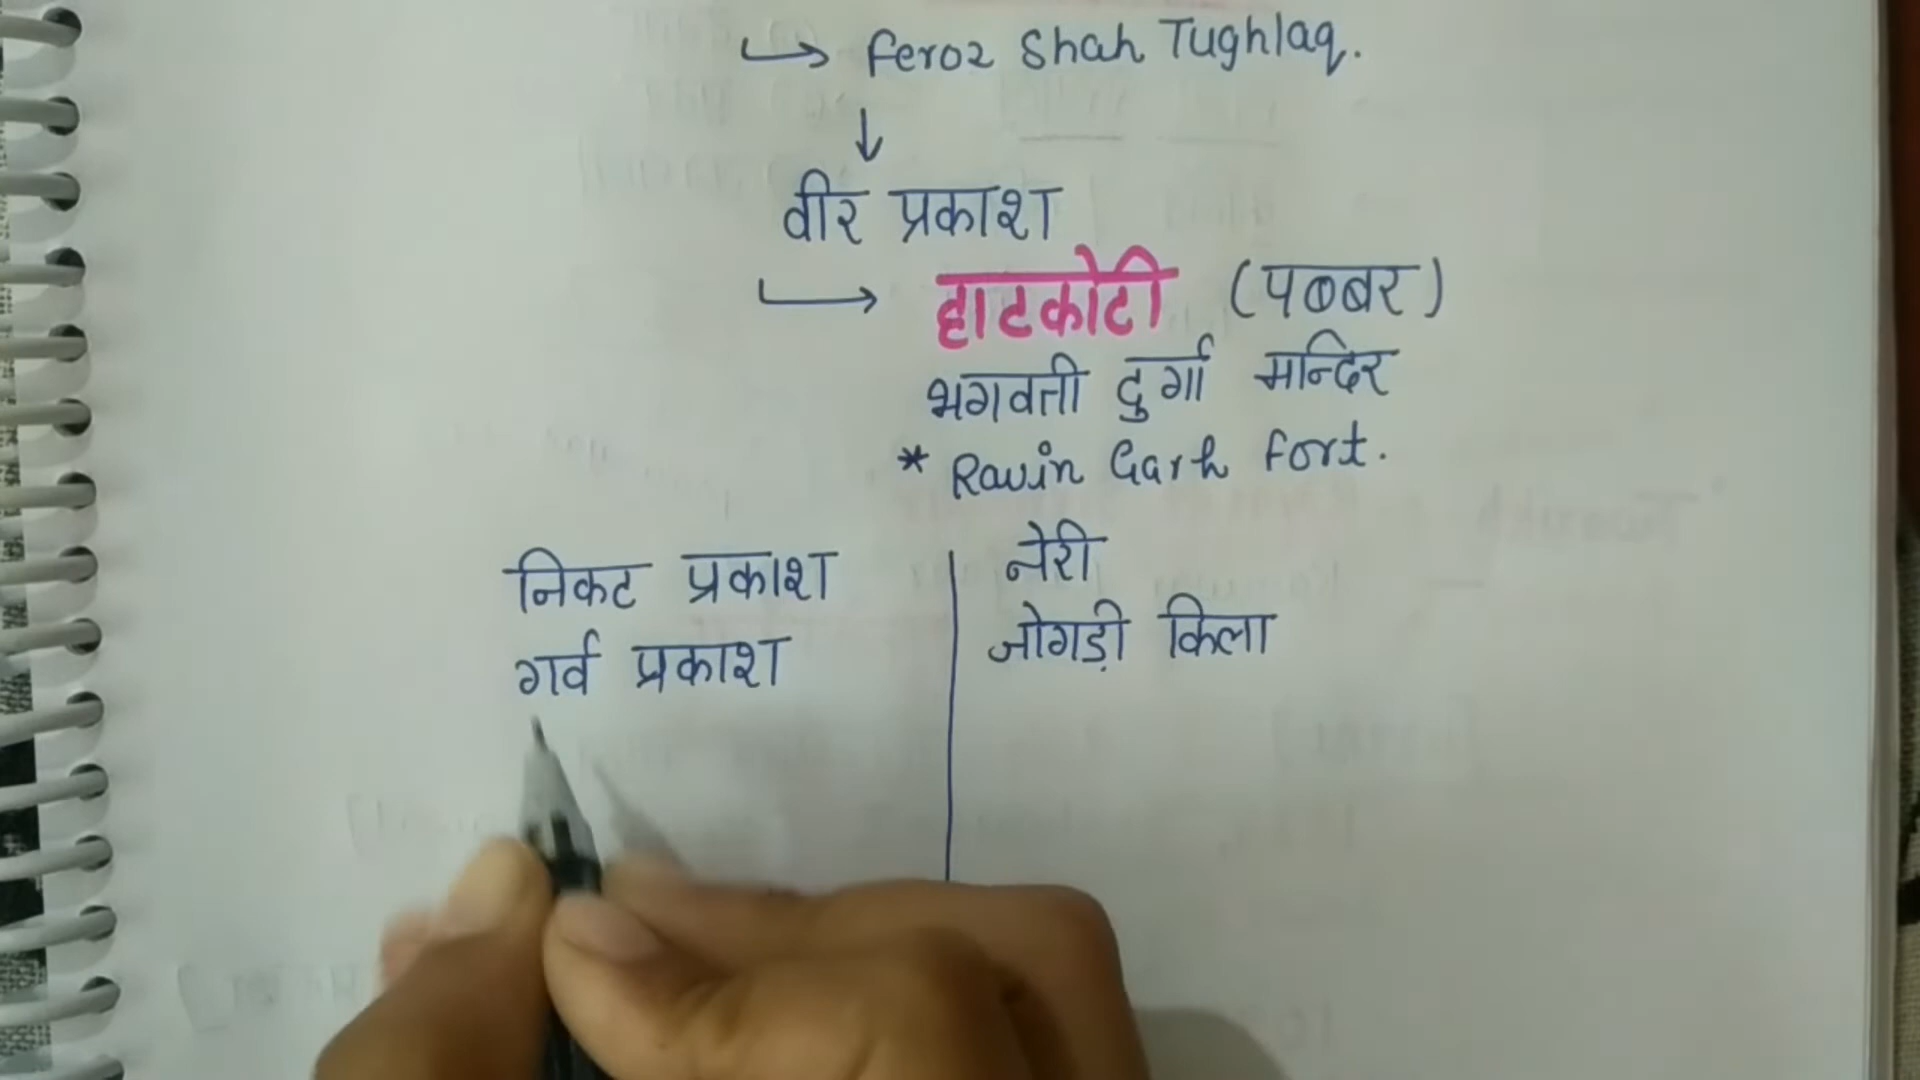 ↳ Feroz Shah Tughlaq.
↓
वीर प्रकाश
↳ हाटकोटी (पब्बर)
भगवती दुर्गा मन्दिर
* Ravin Garh Fort.
निकट प्रकाश | नेरी
गर्व प्रकाश | जोगड़ी किला